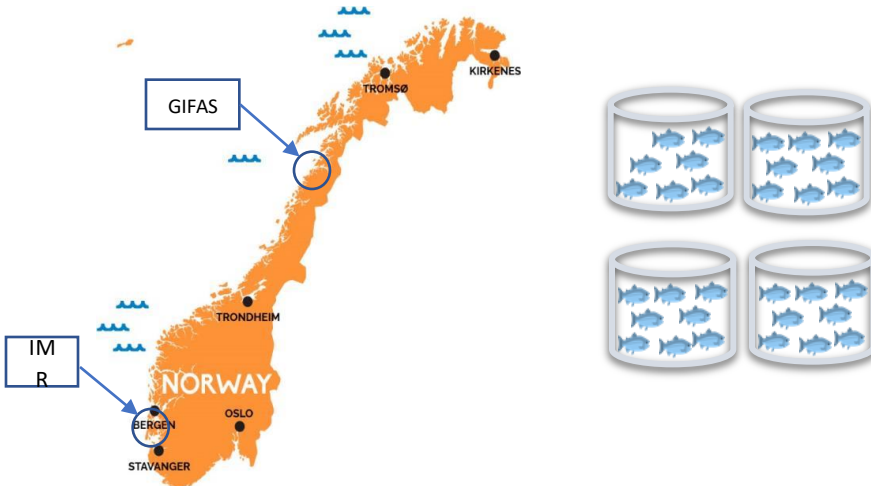 KIRKENES
TROMSØ
GIFAS
TRONDHEIM
IM
R
NORWAY
OSLO
BERGEN
STAVANGER